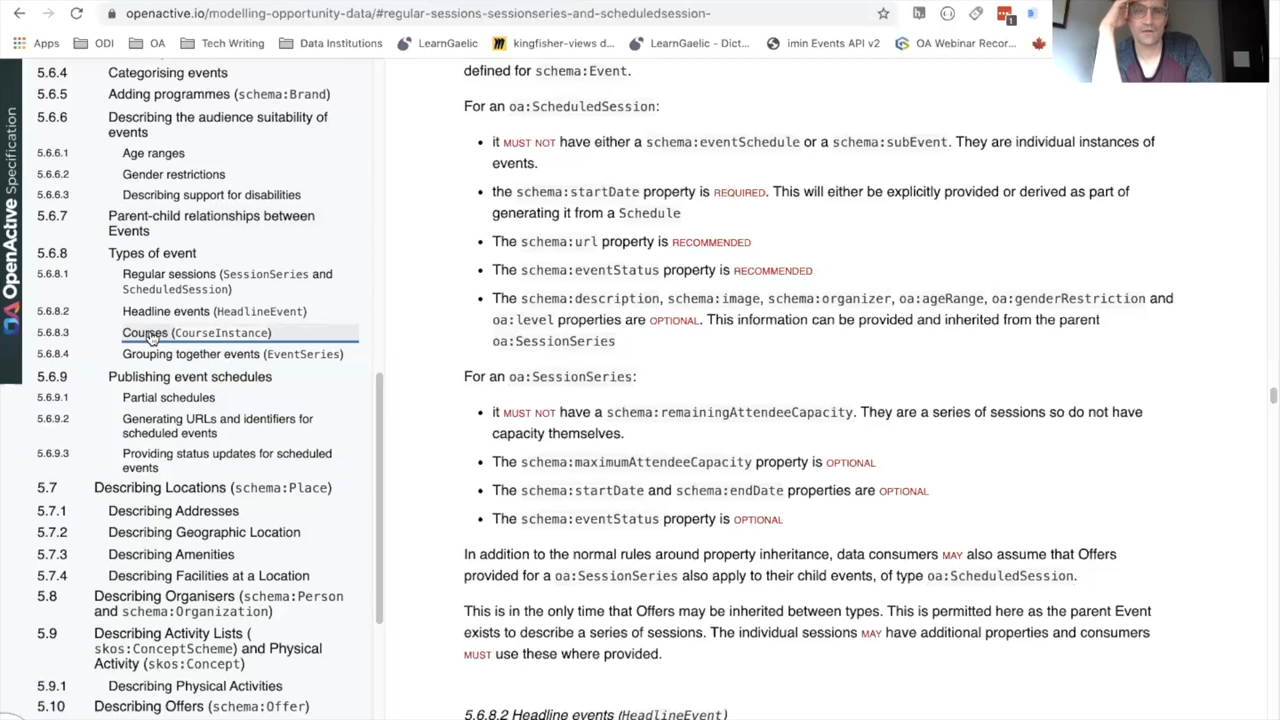 openactive.io/modelling-opportunity-data/#regular-sessions-sessionseries-and-scheduledsession-
Apps
ODI
OA
Tech Writing
Data Institutions
LearnGaelic
kingfisher-views d...
LearnGaelic - Dict...
imin Events API v2
OA Webinar Recor...
OpenActive Specification
5.6.4 Categorising events
5.6.5 Adding programmes (schema:Brand)
5.6.6 Describing the audience suitability of
events
5.6.6.1 Age ranges
5.6.6.2 Gender restrictions
5.6.6.3 Describing support for disabilities
5.6.7 Parent-child relationships between
Events
5.6.8 Types of event
5.6.8.1 Regular sessions (SessionSeries and
ScheduledSession)
5.6.8.2 Headline events (HeadlineEvent)
5.6.8.3 Courses (CourseInstance)
5.6.8.4 Grouping together events (EventSeries)
5.6.9 Publishing event schedules
5.6.9.1 Partial schedules
5.6.9.2 Generating URLs and identifiers for
scheduled events
5.6.9.3 Providing status updates for scheduled
events
5.7 Describing Locations (schema:Place)
5.7.1 Describing Addresses
5.7.2 Describing Geographic Location
5.7.3 Describing Amenities
5.7.4 Describing Facilities at a Location
5.8 Describing Organisers (schema:Person
and schema:Organization)
5.9 Describing Activity Lists (
skos:ConceptScheme) and Physical
Activity (skos:Concept)
5.9.1 Describing Physical Activities
5.10 Describing Offers (schema:Offer)
defined for schema:Event.
For an oa:ScheduledSession:
• it MUST NOT have either a schema:eventSchedule or a schema:subEvent. They are individual instances of
events.
• the schema:startDate property is REQUIRED. This will either be explicitly provided or derived as part of
generating it from a Schedule
• The schema:url property is RECOMMENDED
• The schema:eventStatus property is RECOMMENDED
• The schema:description, schema:image, schema:organizer, oa:ageRange, oa:genderRestriction and
oa:level properties are OPTIONAL. This information can be provided and inherited from the parent
oa:SessionSeries
For an oa:SessionSeries:
• it MUST NOT have a schema:remainingAttendeeCapacity. They are a series of sessions so do not have
capacity themselves.
• The schema:maximumAttendeeCapacity property is OPTIONAL
• The schema:startDate and schema:endDate properties are OPTIONAL
• The schema:eventStatus property is OPTIONAL
In addition to the normal rules around property inheritance, data consumers MAY also assume that Offers
provided for a oa:SessionSeries also apply to their child events, of type oa:ScheduledSession.
This is in the only time that Offers may be inherited between types. This is permitted here as the parent Event
exists to describe a series of sessions. The individual sessions MAY have additional properties and consumers
MUST use these where provided.
5.6.8.2 Headline events (HeadlineEvent)